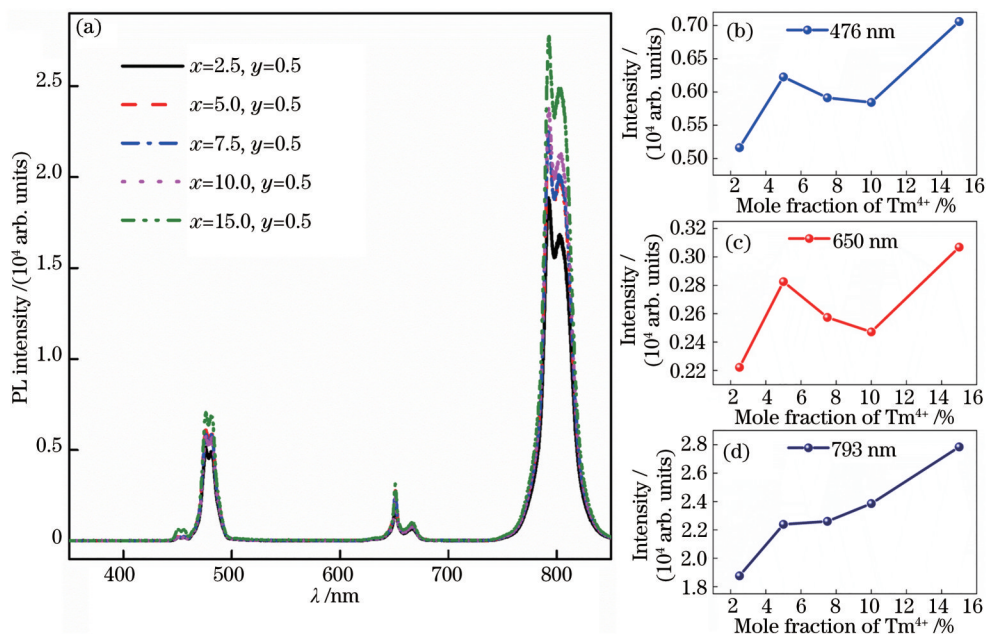 (a)
PL intensity/(10⁴ arb. units)
2.5
2.0
1.5
1.0
0.5
0
x=2.5, y=0.5
x=5.0, y=0.5
x=7.5, y=0.5
x=10.0, y=0.5
x=15.0, y=0.5
400 500 600 700 800
λ/nm
(b)
476 nm
Intensity/
(10⁴ arb. units)
0.70
0.60
0.55
0.50
2 4 6 8 10 12 14 16
Mole fraction of Tm⁴⁺/%
(c)
650 nm
Intensity/
(10⁴ arb. units)
0.32
0.28
0.26
0.24
0.22
2 4 6 8 10 12 14 16
Mole fraction of Tm⁴⁺/%
(d)
793 nm
Intensity/
(10⁴ arb. units)
2.8
2.6
2.2
2.0
1.8
2 4 6 8 10 12 14 16
Mole fraction of Tm⁴⁺/%